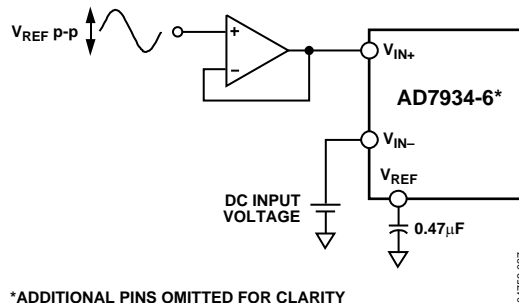 VREF p-p
+
−
VIN+
AD7934-6*
VIN–
VREF
DC INPUT
VOLTAGE
0.47µF
*ADDITIONAL PINS OMITTED FOR CLARITY